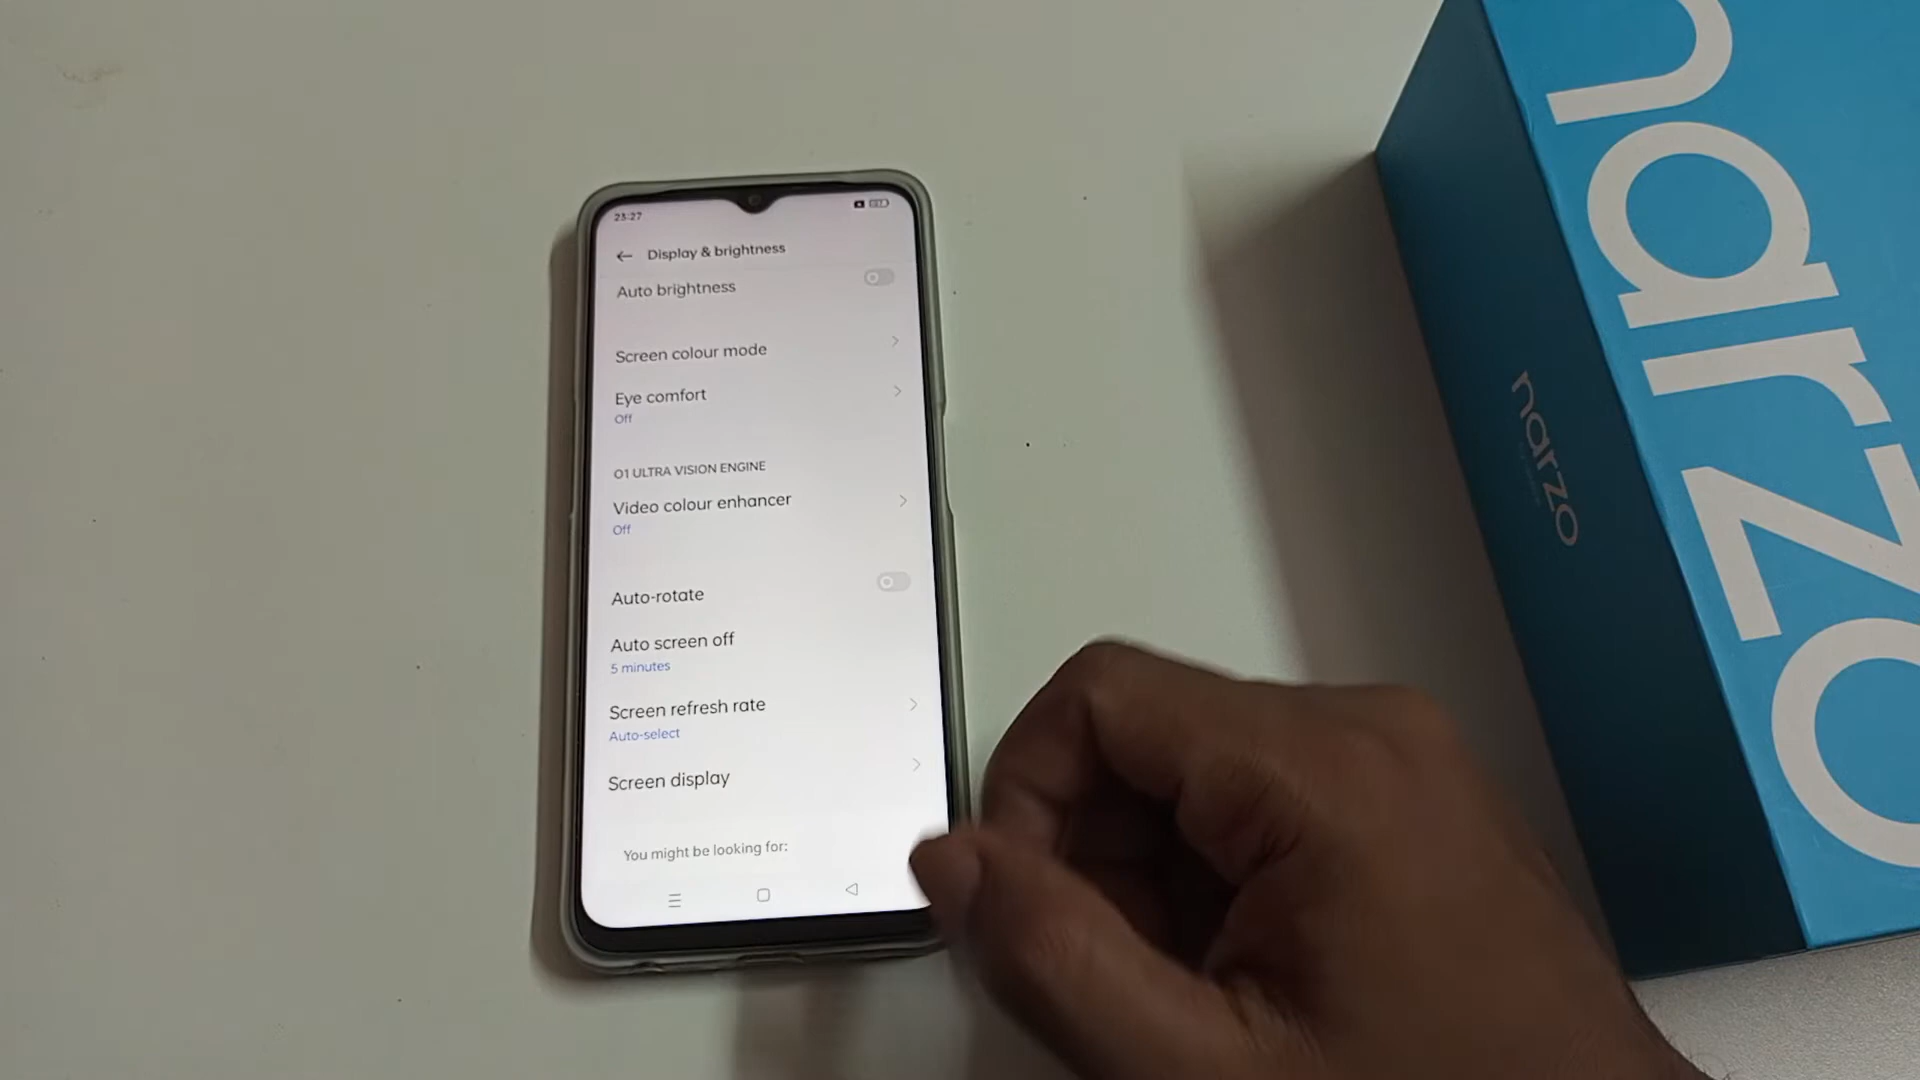 23:27
Display & brightness
Auto brightness
Screen colour mode
Eye comfort
Off
O1 ULTRA VISION ENGINE
Video colour enhancer
Off
Auto-rotate
Auto screen off
5 minutes
Screen refresh rate
Auto-select
Screen display
You might be looking for:
narzo
narzo